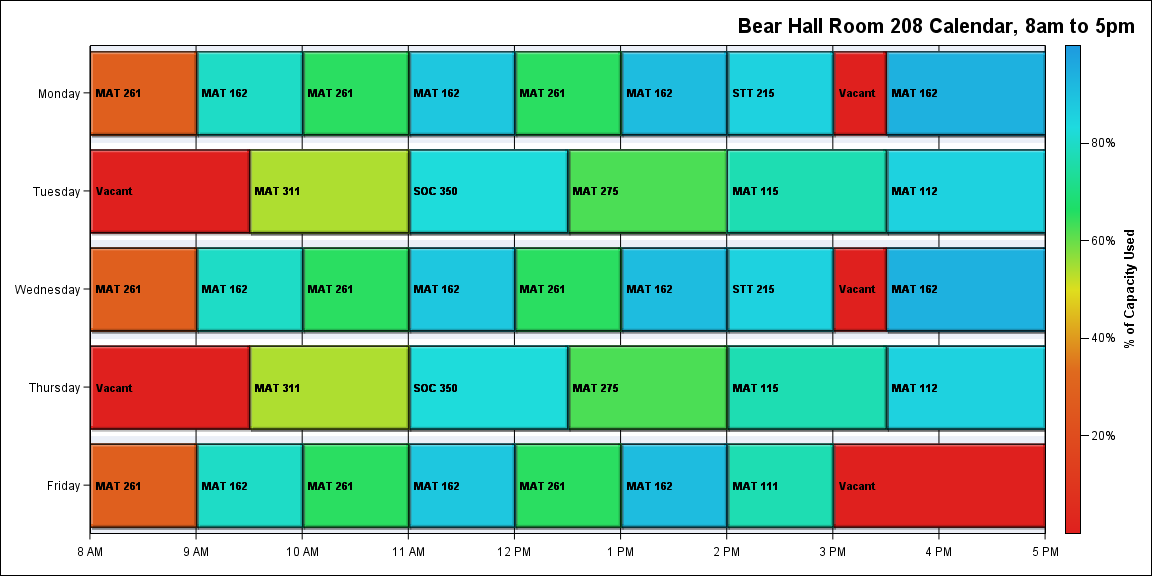 Bear Hall Room 208 Calendar, 8am to 5pm
Monday
MAT 261
MAT 162
MAT 261
MAT 162
MAT 261
MAT 162
STT 215
Vacant
MAT 162
Tuesday
Vacant
MAT 311
SOC 350
MAT 275
MAT 115
MAT 112
Wednesday
MAT 261
MAT 162
MAT 261
MAT 162
MAT 261
MAT 162
STT 215
Vacant
MAT 162
Thursday
Vacant
MAT 311
SOC 350
MAT 275
MAT 115
MAT 112
Friday
MAT 261
MAT 162
MAT 261
MAT 162
MAT 261
MAT 162
MAT 111
Vacant
8 AM
9 AM
10 AM
11 AM
12 PM
1 PM
2 PM
3 PM
4 PM
5 PM
80%
60%
40%
20%
% of Capacity Used